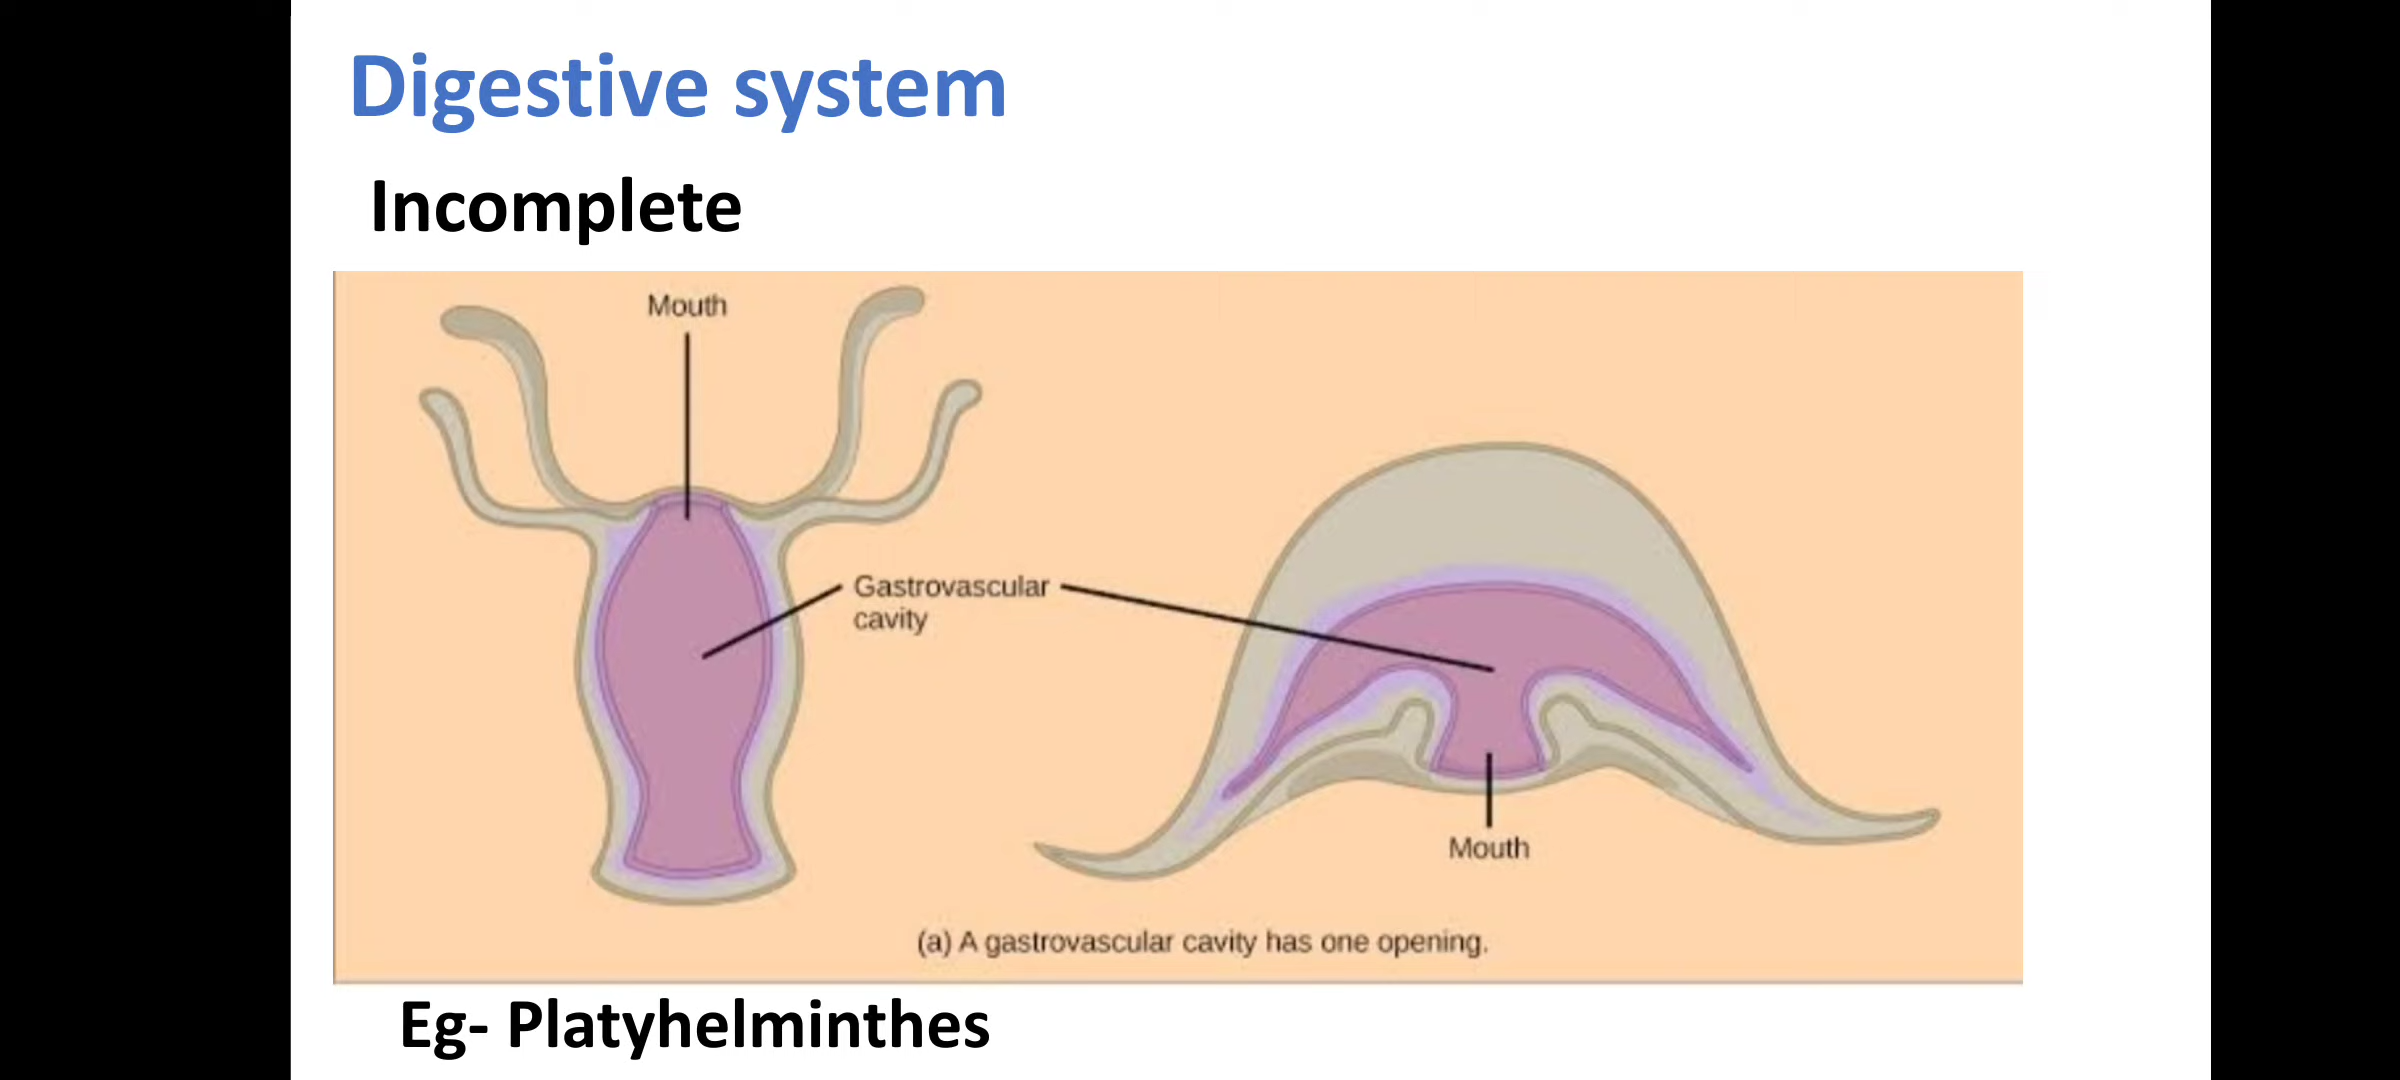 Digestive system
Incomplete
Mouth
Gastrovascular
cavity
Mouth
(a) A gastrovascular cavity has one opening.
Eg- Platyhelminthes